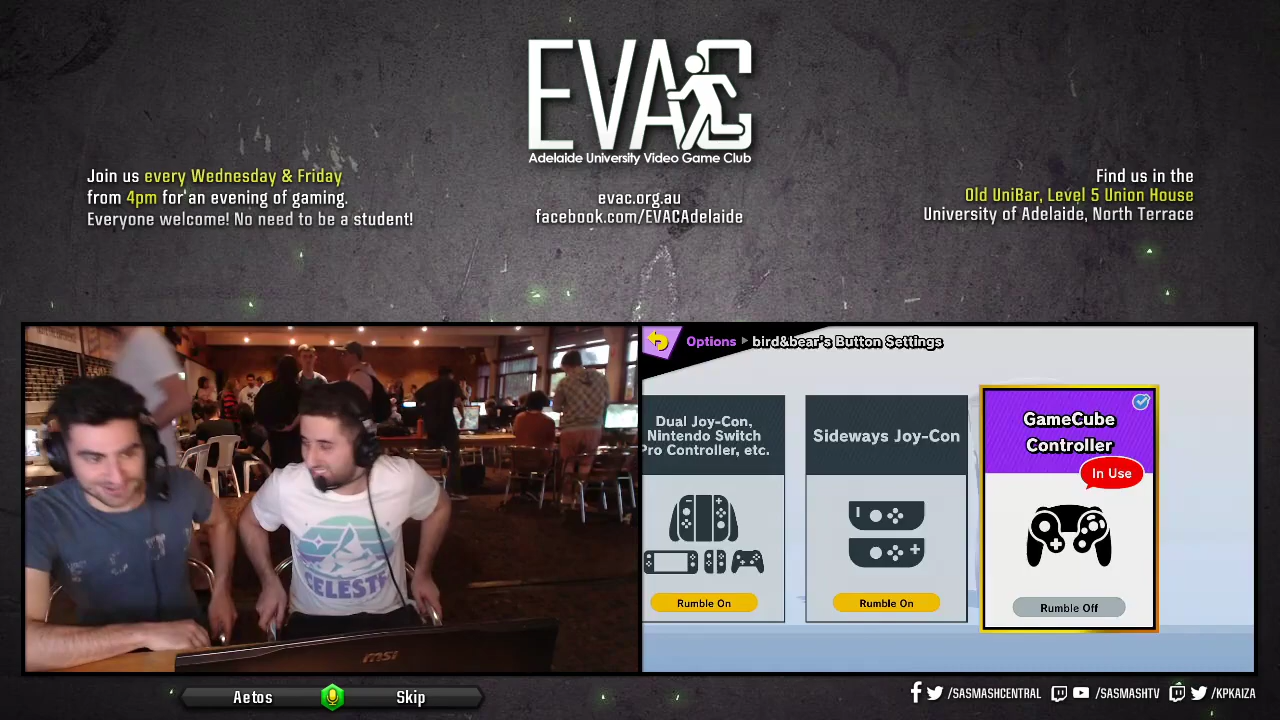 EVAC
Adelaide University Video Game Club
Join us every Wednesday & Friday
from 4pm for an evening of gaming.
Everyone welcome! No need to be a student!
evac.org.au
facebook.com/EVACAdelaide
Find us in the
Old UniBar, Level 5 Union House
University of Adelaide, North Terrace
Options ▸ bird&bear's Button Settings
Dual Joy-Con,
Nintendo Switch
Pro Controller, etc.
Rumble On
Sideways Joy-Con
Rumble On
GameCube
Controller
In Use
Rumble Off
CELESTE
msi
Aetos
Skip
/SASMASHCENTRAL
/SASMASHTV
/KPKAIZA